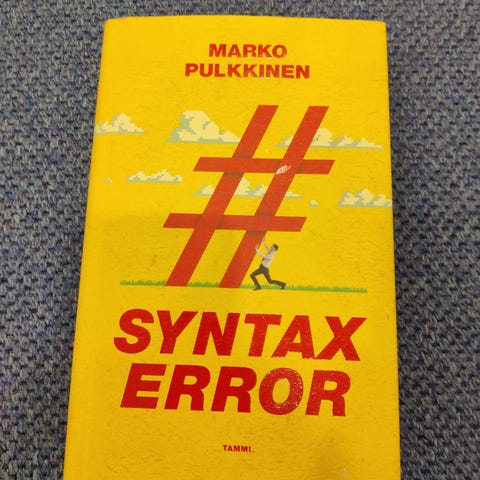 MARKO
PULKKINEN
#
SYNTAX
ERROR
TAMMI